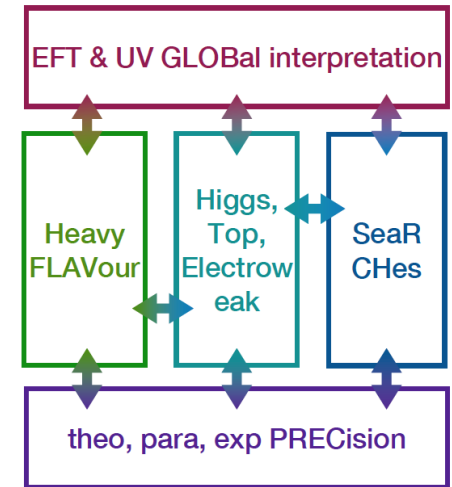 EFT & UV GLOBal interpretation
Heavy
FLAVour
Higgs,
Top,
Electrow
eak
SeaR
CHes
theo, para, exp PRECision